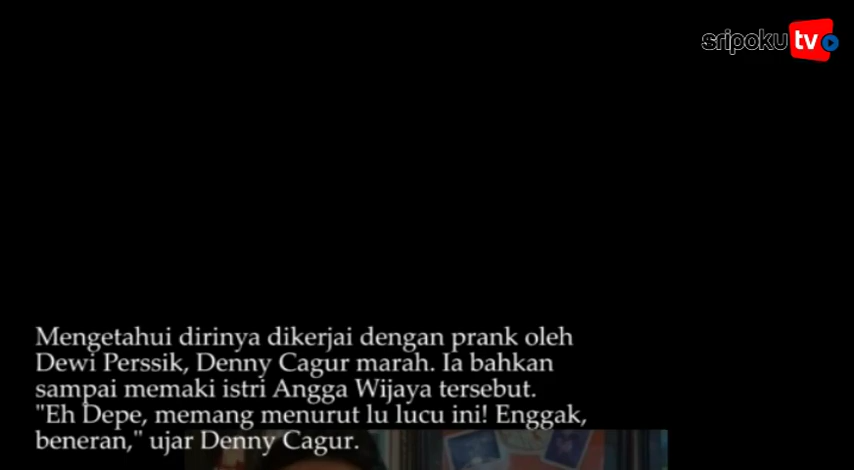 sripoku tv
Mengetahui dirinya dikerjai dengan prank oleh
Dewi Perssik, Denny Cagur marah. Ia bahkan
sampai memaki istri Angga Wijaya tersebut.
"Eh Depe, memang menurut lu lucu ini! Enggak,
beneran," ujar Denny Cagur.